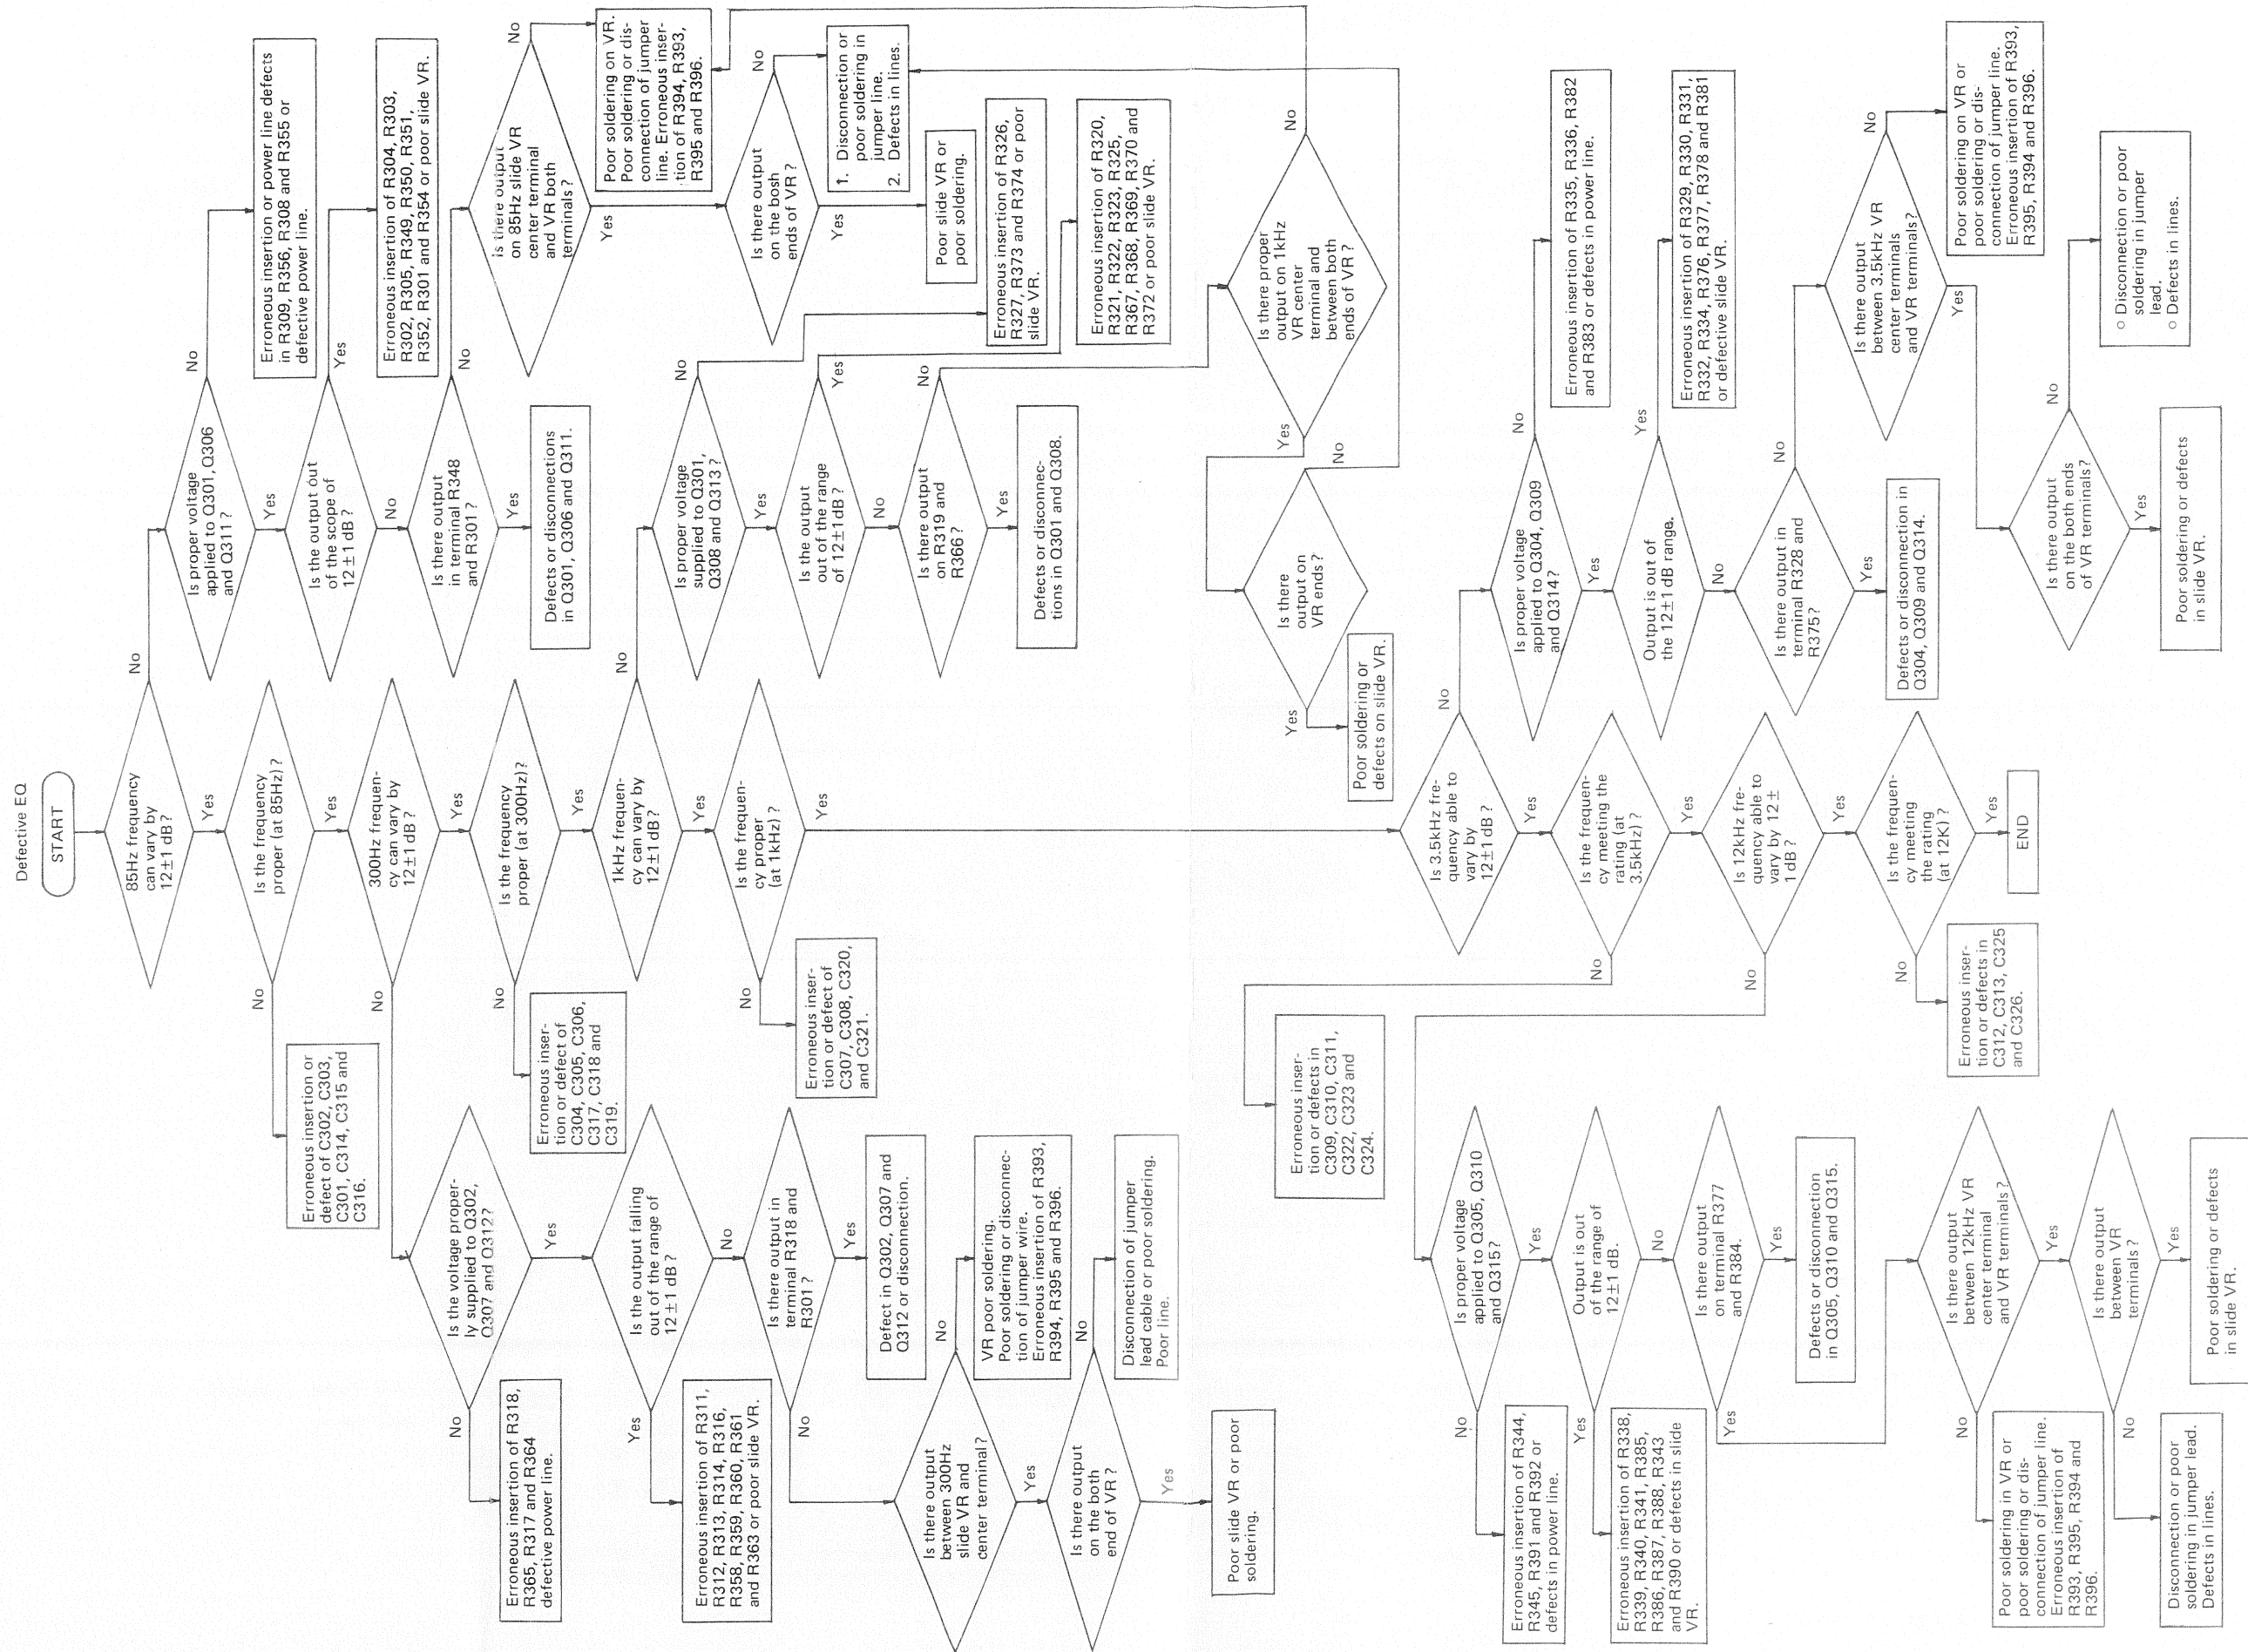 Defective EQ
START
85Hz frequency
can vary by
12±1 dB?
No
Yes
Is proper voltage
applied to Q301, Q306
and Q311?
No
Yes
Erroneous insertion or power line defects
in R309, R356, R308 and R355 or
defective power line.
Is the output out
of the scope of
12±1 dB?
Yes
No
Erroneous insertion of R304, R303,
R302, R305, R349, R350, R351,
R352, R301 and R354 or poor slide VR.
Is there output
in terminal R348
and R301?
No
Yes
Defects or disconnections
in Q301, Q306 and Q311.
Is there output
on 85Hz slide VR
center terminal
and VR both
terminals?
No
Yes
Poor soldering on VR.
Poor soldering or dis-
connection of jumper
line. Erroneous inser-
tion of R394, R393,
R395 and R396.
Is there output
on the bosh
ends of VR?
No
Yes
1. Disconnection or
poor soldering in
jumper line.
2. Defects in lines.
Poor slide VR or
poor soldering.
Is the frequency
proper (at 85Hz)?
No
Yes
Erroneous insertion or
defect of C302, C303,
C301, C314, C315 and
C316.
300Hz frequen-
cy can vary by
12±1 dB?
No
Yes
Is the voltage proper-
ly supplied to Q302,
Q307 and Q312?
No
Yes
Erroneous insertion of R318,
R365, R317 and R364
defective power line.
Is the output falling
out of the range of
12±1 dB?
Yes
No
Erroneous insertion of R311,
R312, R313, R314, R316,
R358, R359, R360, R361
and R363 or poor slide VR.
Is there output in
terminal R318 and
R301?
No
Yes
Defect in Q302, Q307 and
Q312 or disconnection.
Is there output
between 300Hz
slide VR and
center terminal?
No
Yes
VR poor soldering.
Poor soldering or disconnec-
tion of jumper wire.
Erroneous insertion of R393,
R394, R395 and R396.
Is there output
on the both
end of VR?
No
Yes
Disconnection of jumper
lead cable or poor soldering.
Poor line.
Poor slide VR or poor
soldering.
Is the frequency
proper (at 300Hz)?
No
Yes
Erroneous inser-
tion or defect of
C304, C305, C306,
C317, C318 and
C319.
1kHz frequen-
cy can vary by
12±1 dB?
No
Yes
Is proper voltage
supplied to Q301,
Q308 and Q313?
No
Yes
Erroneous insertion of R326,
R327, R373 and R374 or poor
slide VR.
Is the output
out of the range
of 12±1 dB?
Yes
No
Erroneous insertion of R320,
R321, R322, R323, R325,
R367, R368, R369, R370 and
R372 or poor slide VR.
Is there output
on R319 and
R366?
No
Yes
Defects or disconnec-
tions in Q301 and Q308.
Is there proper
output on 1kHz
VR center
terminal and
between both
ends of VR?
No
Yes
Is there
output on
VR ends?
No
Yes
Poor soldering or
defects on slide VR.
Is the frequen-
cy proper
(at 1kHz)?
No
Yes
Erroneous inser-
tion or defect of
C307, C308, C320,
and C321.
Is 3.5kHz fre-
quency able to
vary by
12±1 dB?
No
Yes
Is proper voltage
applied to Q304, Q309
and Q314?
No
Yes
Erroneous insertion of R335, R336, R382
and R383 or defects in power line.
Output is out of
the 12±1 dB range.
Yes
No
Erroneous insertion of R329, R330, R331,
R332, R334, R376, R377, R378 and R381
or defective slide VR.
Is there output in
terminal R328 and
R375?
No
Yes
Defects or disconnection in
Q304, Q309 and Q314.
Is there output
between 3.5kHz VR
center terminals
and VR terminals?
No
Yes
Poor soldering on VR or
poor soldering or dis-
connection of jumper line.
Erroneous insertion of R393,
R395, R394 and R396.
Is there output
on the both ends
of VR terminals?
No
Yes
○ Disconnection or poor
soldering in jumper
lead.
○ Defects in lines.
Poor soldering or defects
in slide VR.
Is the frequen-
cy meeting the
rating (at
3.5kHz)?
No
Yes
Erroneous inser-
tion or defects in
C309, C310, C311,
C322, C323 and
C324.
Is 12kHz fre-
quency able to
vary by 12±
1 dB?
No
Yes
Is proper voltage
applied to Q305, Q310
and Q315?
No
Yes
Erroneous insertion of R344,
R345, R391 and R392 or
defects in power line.
Output is out
of the range of
12±1 dB.
Yes
No
Erroneous insertion of R338,
R339, R340, R341, R385,
R386, R387, R388, R343
and R390 or defects in slide
VR.
Is there output
on terminal R377
and R384.
Yes
Yes
Defects or disconnection
in Q305, Q310 and Q315.
Is there output
between 12kHz VR
center terminal
and VR terminals?
No
Yes
Poor soldering in VR or
poor soldering or dis-
connection of jumper line.
Erroneous insertion of
R393, R395, R394 and
R396.
Is there output
between VR
terminals?
No
Yes
Disconnection or poor
soldering in jumper lead.
Defects in lines.
Poor soldering or defects
in slide VR.
Is the frequen-
cy meeting
the rating
(at 12K)?
No
Yes
Erroneous inser-
tion or defects in
C312, C313, C325
and C326.
END